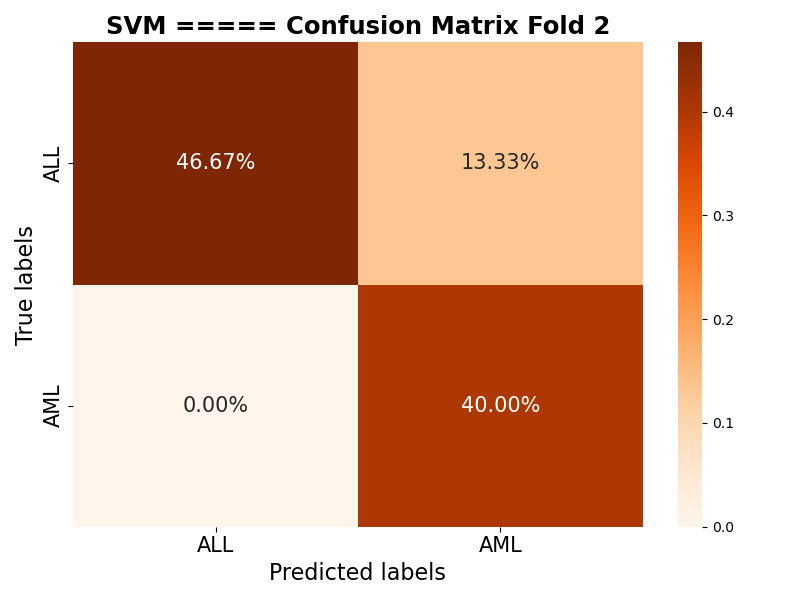 SVM ===== Confusion Matrix Fold 2
True labels
ALL
46.67%
13.33%
AML
0.00%
40.00%
ALL
AML
Predicted labels
0.4
0.3
0.2
0.1
0.0